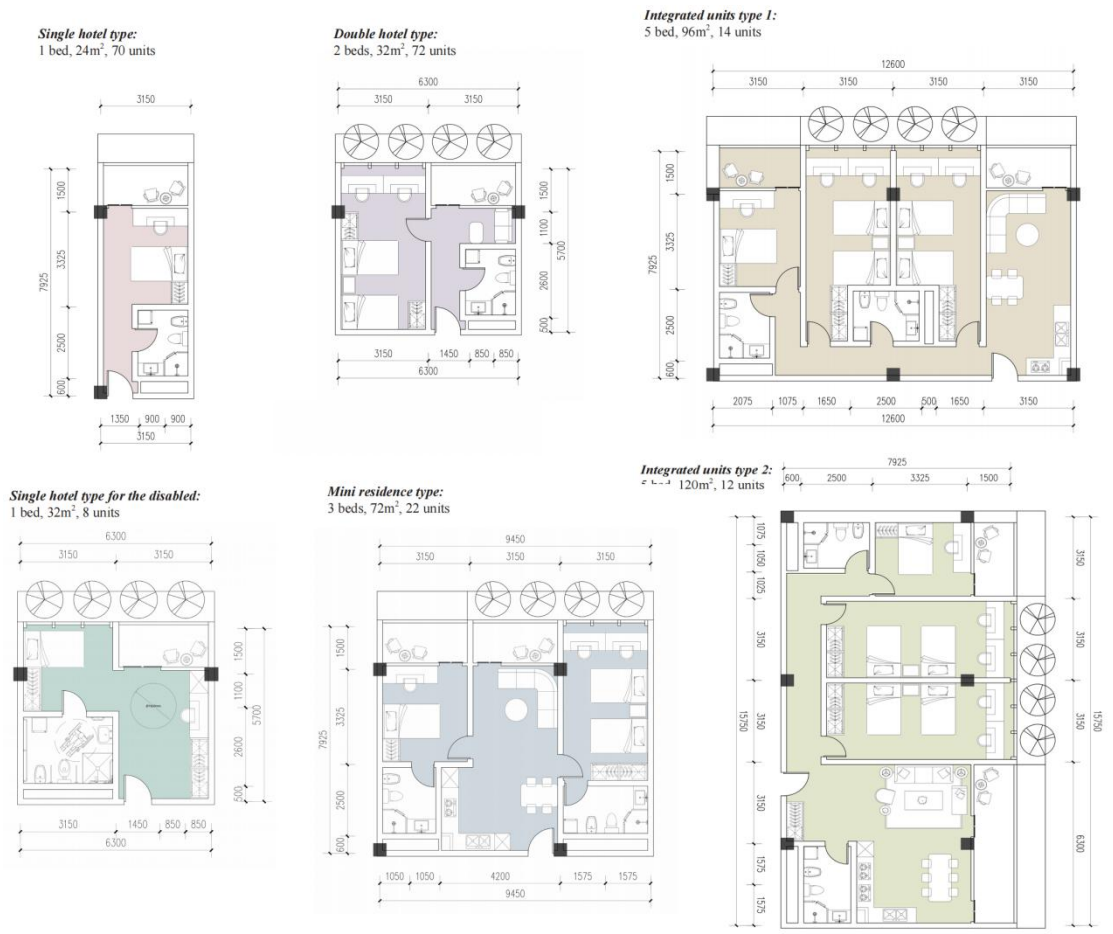 Single hotel type:
1 bed, 24m², 70 units
3150
1500
3325
2500
600
7925
1350 900 900
3150
Double hotel type:
2 beds, 32m², 72 units
6300
3150 3150
1500
1100
2600
500
5700
3150 1450 850 850
6300
Integrated units type 1:
5 bed, 96m², 14 units
12600
3150 3150 3150 3150
1500
3325
2500
600
7925
2075 1075 1650 2500 500 1650 3150
12600
Single hotel type for the disabled:
1 bed, 32m², 8 units
6300
3150 3150
1500
1100
2600
500
5700
3150 1450 850 850
6300
Mini residence type:
3 beds, 72m², 22 units
9450
3150 3150 3150
1500
3325
2500
600
7925
1050 1050 4200 1575 1575
9450
Integrated units type 2:
120m², 12 units
7925
600 2500 3325 1500
1075
1050
1025
3150
3150
3150
1575
1575
15750
3150
3150
3150
6300
15750